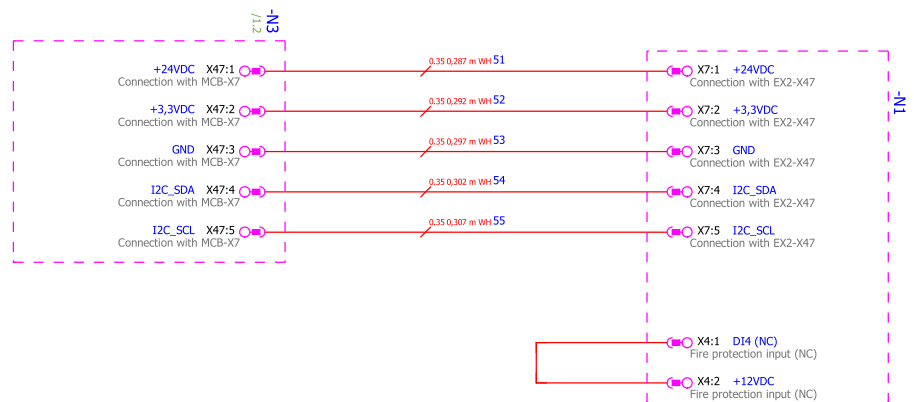 -N3
/1.2
+24VDC X47:1
Connection with MCB-X7
0.35 0,287 m WH 51
X7:1 +24VDC
Connection with EX2-X47
-N1
+3,3VDC X47:2
Connection with MCB-X7
0.35 0,292 m WH 52
X7:2 +3,3VDC
Connection with EX2-X47
GND X47:3
Connection with MCB-X7
0.35 0,297 m WH 53
X7:3 GND
Connection with EX2-X47
I2C_SDA X47:4
Connection with MCB-X7
0.35 0,302 m WH 54
X7:4 I2C_SDA
Connection with EX2-X47
I2C_SCL X47:5
Connection with MCB-X7
0.35 0,307 m WH 55
X7:5 I2C_SCL
Connection with EX2-X47
X4:1 DI4 (NC)
Fire protection input (NC)
X4:2 +12VDC
Fire protection input (NC)